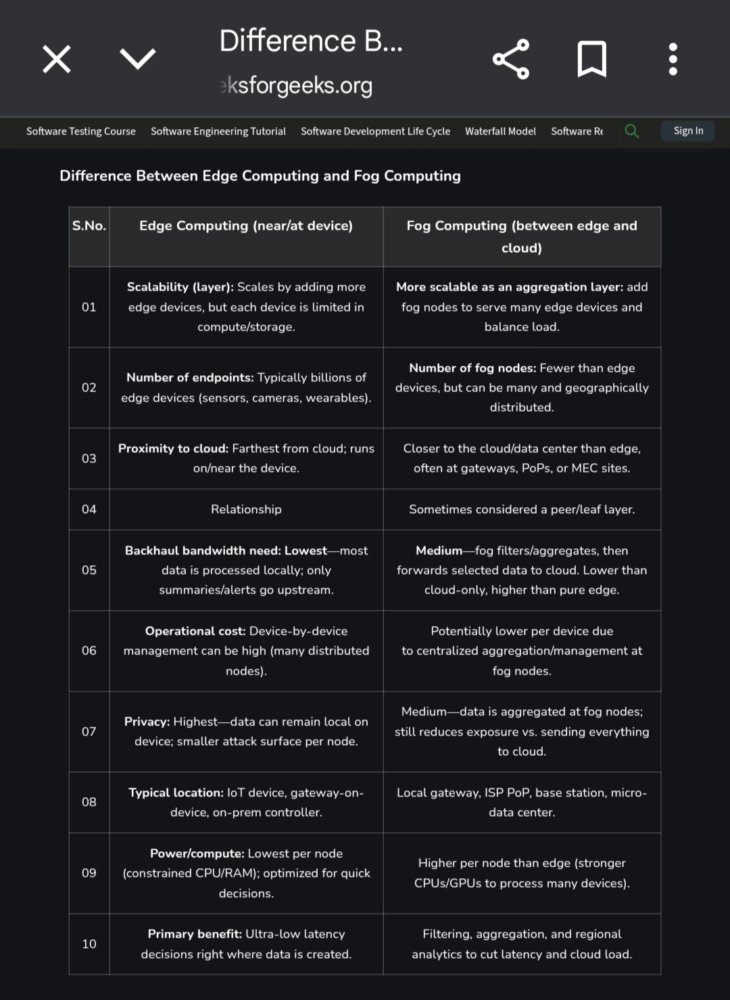 Difference B...
eksforgeeks.org
Software Testing Course Software Engineering Tutorial Software Development Life Cycle Waterfall Model Software Re Sign In
Difference Between Edge Computing and Fog Computing
S.No. Edge Computing (near/at device) Fog Computing (between edge and
cloud)
01
Scalability (layer): Scales by adding more
edge devices, but each device is limited in
compute/storage.
More scalable as an aggregation layer: add
fog nodes to serve many edge devices and
balance load.
02
Number of endpoints: Typically billions of
edge devices (sensors, cameras, wearables).
Number of fog nodes: Fewer than edge
devices, but can be many and geographically
distributed.
03
Proximity to cloud: Farthest from cloud; runs
on/near the device.
Closer to the cloud/data center than edge,
often at gateways, PoPs, or MEC sites.
04
Relationship
Sometimes considered a peer/leaf layer.
05
Backhaul bandwidth need: Lowest—most
data is processed locally; only
summaries/alerts go upstream.
Medium—fog filters/aggregates, then
forwards selected data to cloud. Lower than
cloud-only, higher than pure edge.
06
Operational cost: Device-by-device
management can be high (many distributed
nodes).
Potentially lower per device due
to centralized aggregation/management at
fog nodes.
07
Privacy: Highest—data can remain local on
device; smaller attack surface per node.
Medium—data is aggregated at fog nodes;
still reduces exposure vs. sending everything
to cloud.
08
Typical location: IoT device, gateway-on-
device, on-prem controller.
Local gateway, ISP PoP, base station, micro-
data center.
09
Power/compute: Lowest per node
(constrained CPU/RAM); optimized for quick
decisions.
Higher per node than edge (stronger
CPUs/GPUs to process many devices).
10
Primary benefit: Ultra-low latency
decisions right where data is created.
Filtering, aggregation, and regional
analytics to cut latency and cloud load.